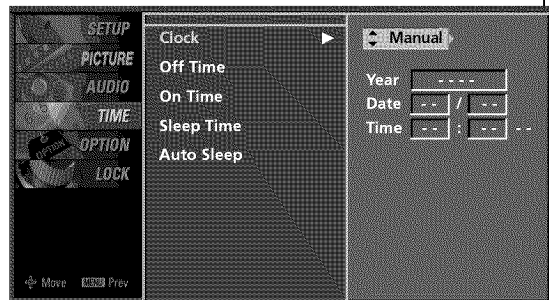 SETUP
PICTURE
AUDIO
TIME
OPTION
LOCK
Move MENU Prev
Clock
Off Time
On Time
Sleep Time
Auto Sleep
Manual
Year - - - -
Date - - / - -
Time - - : - - - -
OPTION